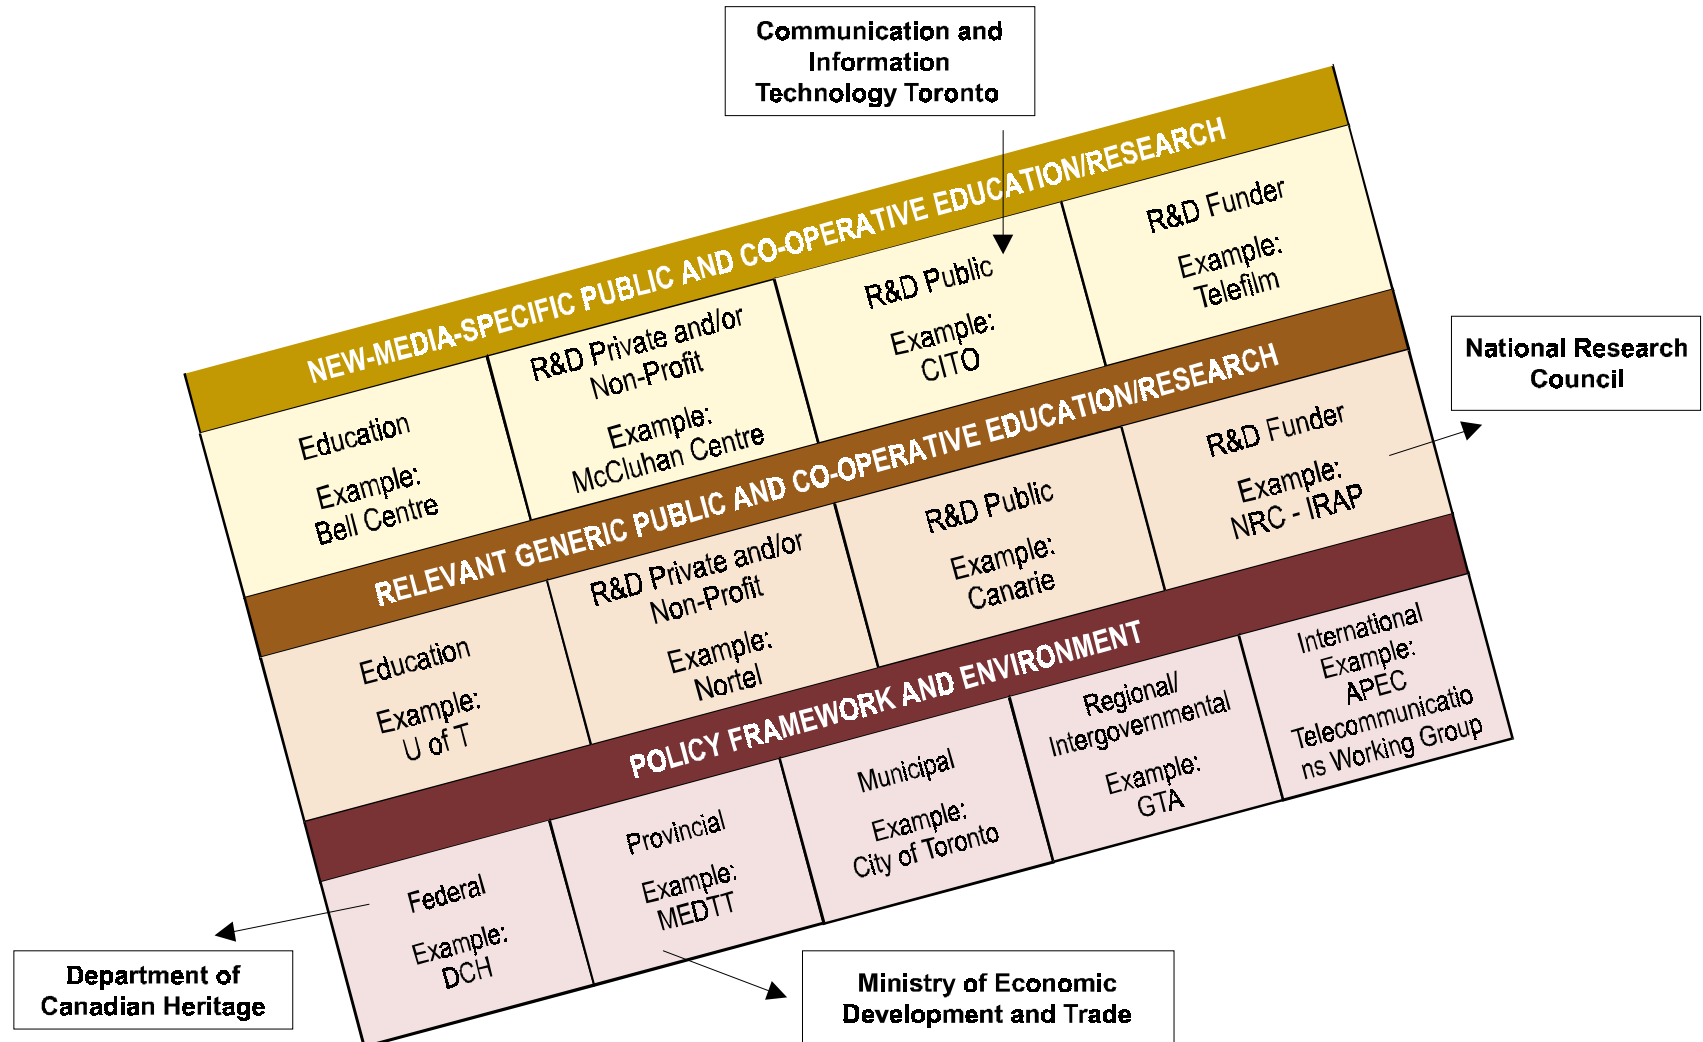 Communication and
Information
Technology Toronto
NEW-MEDIA-SPECIFIC PUBLIC AND CO-OPERATIVE EDUCATION/RESEARCH
Education
Example:
Bell Centre
R&D Private and/or
Non-Profit
Example:
McCluhan Centre
R&D Public
Example:
CITO
R&D Funder
Example:
Telefilm
National Research
Council
RELEVANT GENERIC PUBLIC AND CO-OPERATIVE EDUCATION/RESEARCH
Education
Example:
U of T
R&D Private and/or
Non-Profit
Example:
Nortel
R&D Public
Example:
Canarie
R&D Funder
Example:
NRC - IRAP
POLICY FRAMEWORK AND ENVIRONMENT
Federal
Example:
DCH
Provincial
Example:
MEDTT
Municipal
Example:
City of Toronto
Regional/
Intergovernmental
Example:
GTA
International
Example:
APEC
Telecommunicatio
ns Working Group
Department of
Canadian Heritage
Ministry of Economic
Development and Trade